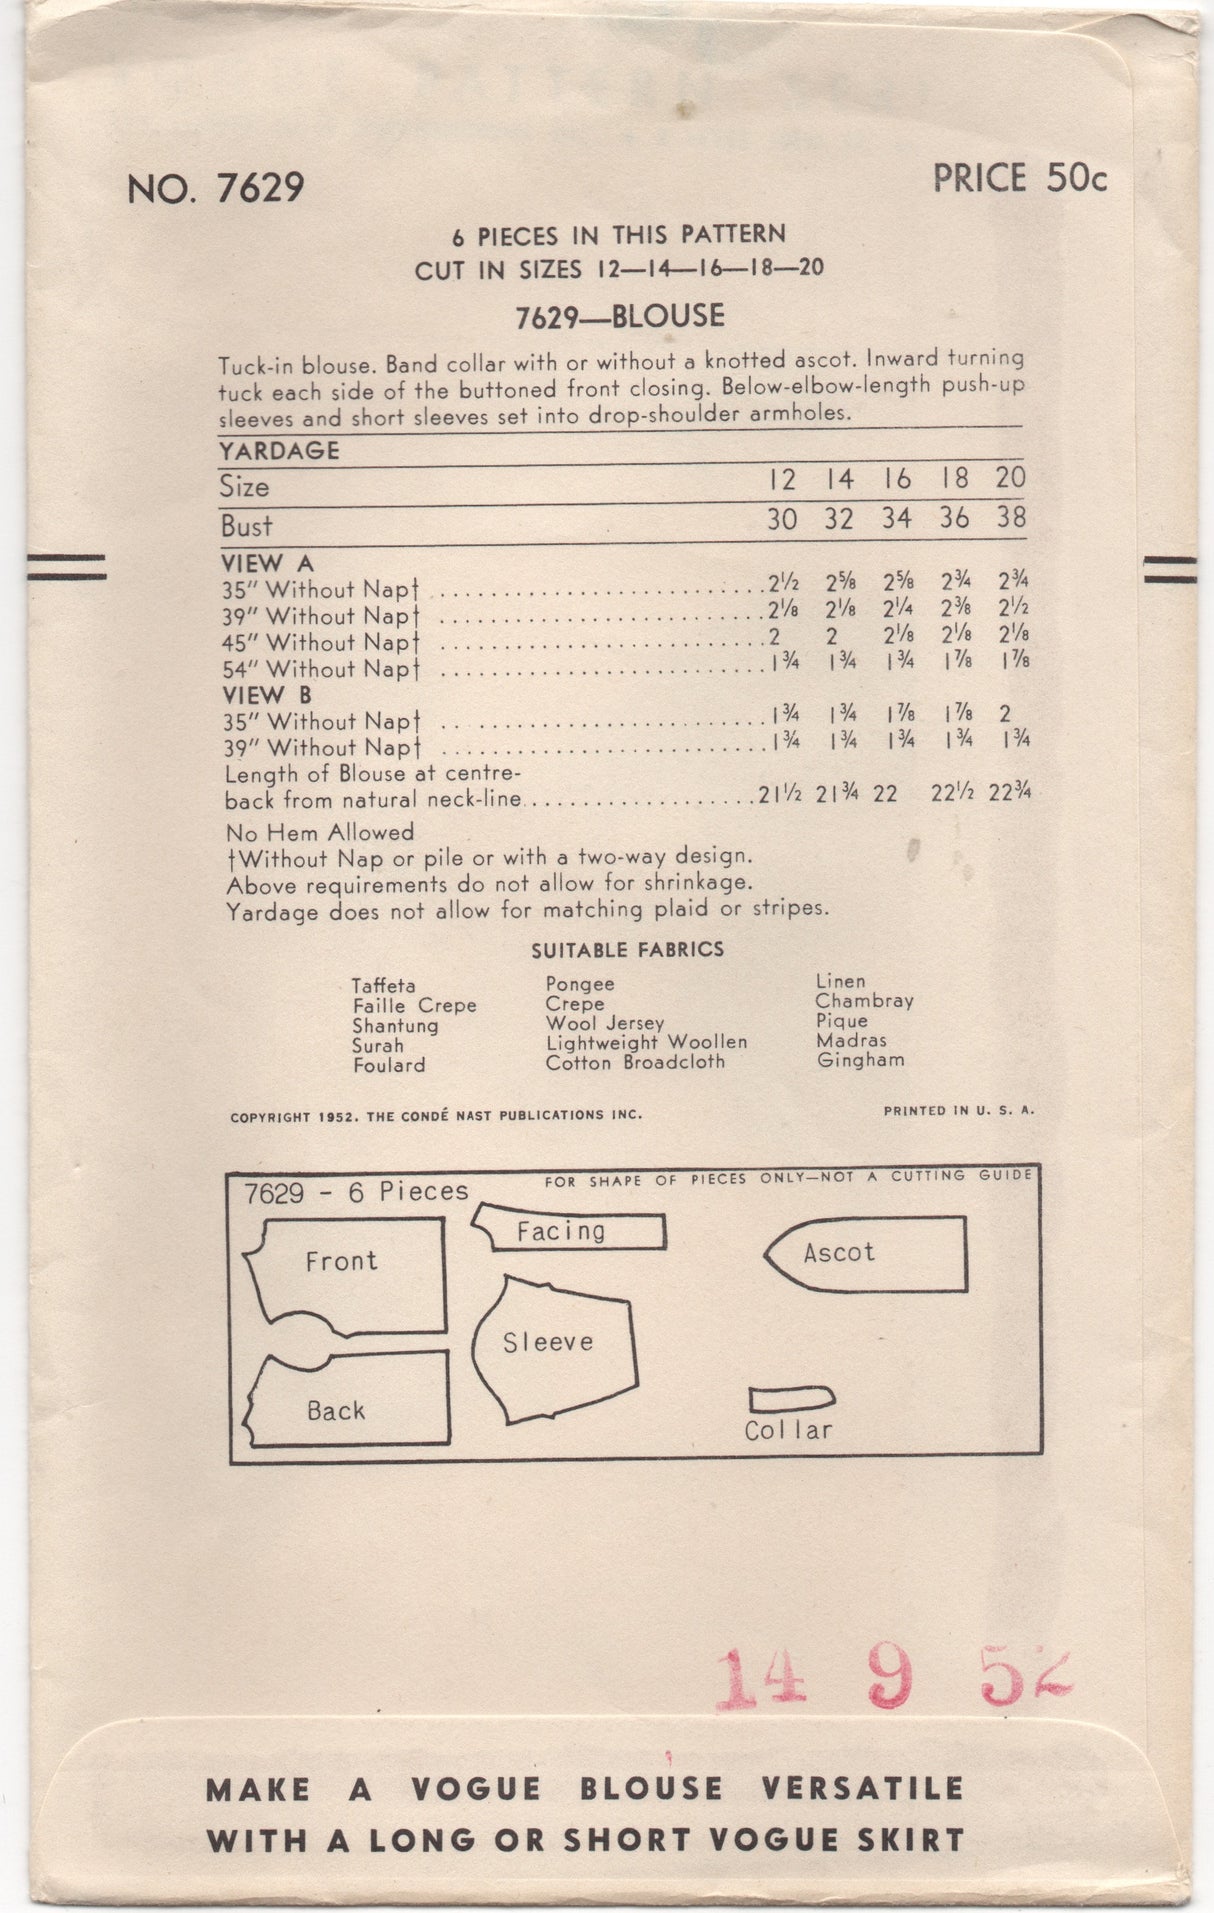 NO. 7629
PRICE 50c
6 PIECES IN THIS PATTERN
CUT IN SIZES 12—14—16—18—20
7629—BLOUSE
Tuck-in blouse. Band collar with or without a knotted ascot. Inward turning
tuck each side of the buttoned front closing. Below-elbow-length push-up
sleeves and short sleeves set into drop-shoulder armholes.
YARDAGE
Size 12 14 16 18 20
Bust 30 32 34 36 38
VIEW A
35" Without Nap† 2½ 2⅝ 2⅝ 2¾ 2¾
39" Without Nap† 2⅛ 2⅛ 2¼ 2⅜ 2½
45" Without Nap† 2 2 2⅛ 2⅛ 2⅛
54" Without Nap† 1¾ 1¾ 1¾ 1⅞ 1⅞
VIEW B
35" Without Nap† 1¾ 1¾ 1⅞ 1⅞ 2
39" Without Nap† 1¾ 1¾ 1¾ 1¾ 1¾
Length of Blouse at centre-
back from natural neck-line 21½ 21¾ 22 22½ 22¾
No Hem Allowed
†Without Nap or pile or with a two-way design.
Above requirements do not allow for shrinkage.
Yardage does not allow for matching plaid or stripes.
SUITABLE FABRICS
Taffeta Pongee Linen
Faille Crepe Crepe Chambray
Shantung Wool Jersey Pique
Surah Lightweight Woollen Madras
Foulard Cotton Broadcloth Gingham
COPYRIGHT 1952. THE CONDÉ NAST PUBLICATIONS INC.
PRINTED IN U. S. A.
FOR SHAPE OF PIECES ONLY—NOT A CUTTING GUIDE
7629 - 6 Pieces
Facing
Front
Ascot
Sleeve
Back
Collar
14 9 52
MAKE A VOGUE BLOUSE VERSATILE
WITH A LONG OR SHORT VOGUE SKIRT